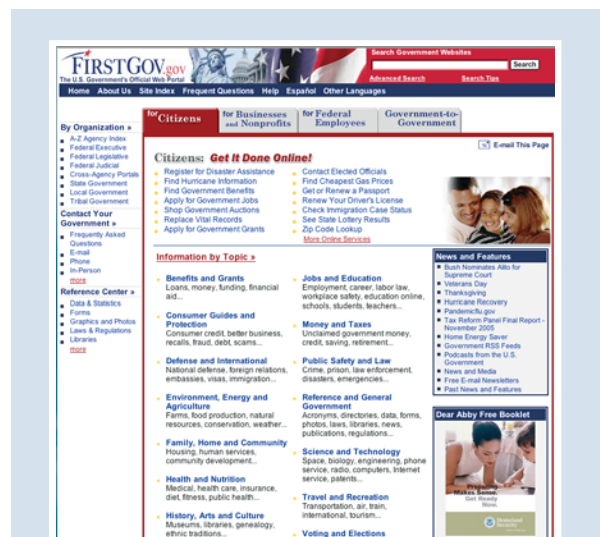 FIRSTGOV.gov
The U.S. Government's Official Web Portal
Search Government Websites
Search
Advanced Search Search Tips
Home About Us Site Index Frequent Questions Help Español Other Languages
for Citizens
for Businesses and Nonprofits
for Federal Employees
Government-to-Government
By Organization »
A-Z Agency Index
Federal Executive
Federal Legislative
Federal Judicial
Cross-Agency Portals
State Government
Local Government
Tribal Government
Contact Your
Government »
Frequently Asked
Questions
E-mail
Phone
In-Person
more
Reference Center »
Data & Statistics
Forms
Graphics and Photos
Laws & Regulations
Libraries
more
E-mail This Page
Citizens: Get It Done Online!
Register for Disaster Assistance
Find Hurricane Information
Find Government Benefits
Apply for Government Jobs
Shop Government Auctions
Replace Vital Records
Apply for Government Grants
Contact Elected Officials
Find Cheapest Gas Prices
Get or Renew a Passport
Renew Your Driver's License
Check Immigration Case Status
See State Lottery Results
Zip Code Lookup
More Online Services
Information by Topic »
Benefits and Grants
Loans, money, funding, financial
aid...
Consumer Guides and
Protection
Consumer credit, better business,
recalls, fraud, debt, scams...
Defense and International
National defense, foreign relations,
embassies, visas, immigration...
Environment, Energy and
Agriculture
Farms, food production, natural
resources, conservation, weather...
Family, Home and Community
Housing, human services,
community development...
Health and Nutrition
Medical, health care, insurance,
diet, fitness, public health...
History, Arts and Culture
Museums, libraries, genealogy,
ethnic traditions...
Jobs and Education
Employment, career, labor law,
workplace safety, education online,
schools, students, teachers...
Money and Taxes
Unclaimed government money,
credit, saving, retirement...
Public Safety and Law
Crime, prison, law enforcement,
disasters, emergencies...
Reference and General
Government
Acronyms, directories, data, forms,
photos, laws, libraries, news,
publications, regulations...
Science and Technology
Space, biology, engineering, phone
service, radio, computers, Internet
service, patents...
Travel and Recreation
Transportation, air, train,
international, tourism...
Voting and Elections
News and Features
Bush Nominates Alito for
Supreme Court
Veterans Day
Thanksgiving
Hurricane Recovery
Pandemicflu.gov
Tax Reform Panel Final Report -
November 2005
Home Energy Saver
Government RSS Feeds
Podcasts from the U.S.
Government
News and Media
Free E-mail Newsletters
Past News and Features
Dear Abby Free Booklet
Preparing
Makes Sense.
Get Ready
Now.
Homeland
Security